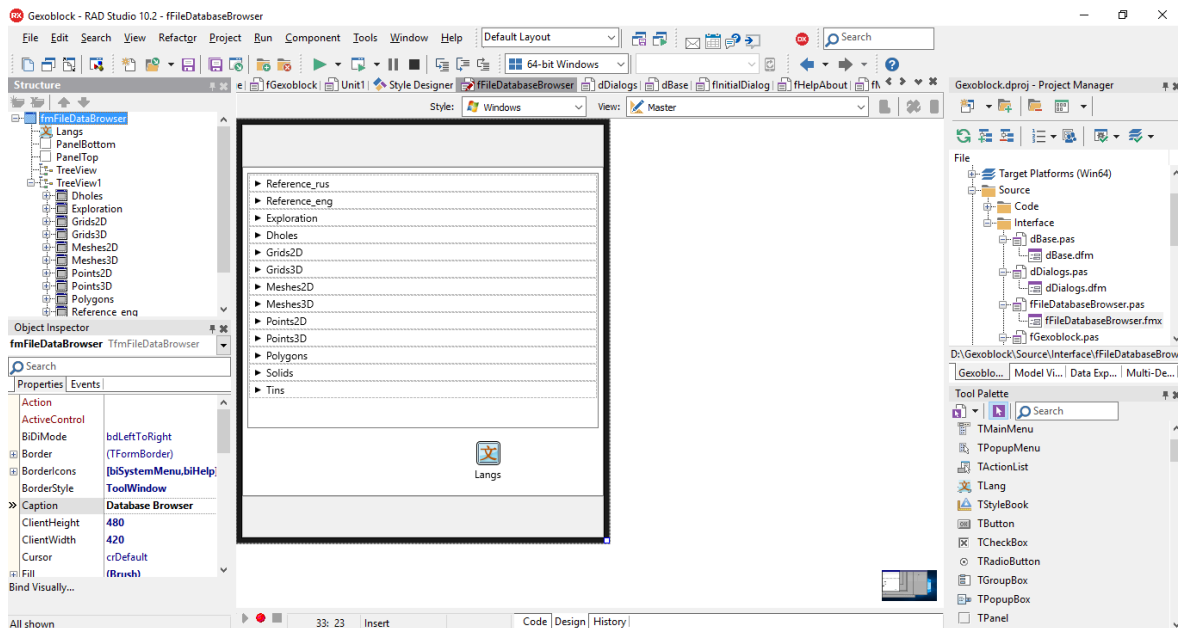 Gexoblock - RAD Studio 10.2 - fFileDatabaseBrowser
File Edit Search View Refactor Project Run Component Tools Window Help
Default Layout
Search
64-bit Windows
Structure
fGexoblock Unit1 Style Designer fFileDatabaseBrowser dDialogs dBase fInitialDialog fHelpAbout
Style: Windows View: Master
fmFileDataBrowser
Langs
PanelBottom
PanelTop
TreeView
TreeView1
Dholes
Exploration
Grids2D
Grids3D
Meshes2D
Meshes3D
Points2D
Points3D
Polygons
Reference_eng
Object Inspector
fmFileDataBrowser TfmFileDataBrowser
Search
Properties Events
Action
ActiveControl
BiDiMode bdLeftToRight
Border (TFormBorder)
BorderIcons [biSystemMenu,biHelp]
BorderStyle ToolWindow
Caption Database Browser
ClientHeight 480
ClientWidth 420
Cursor crDefault
Fill (Brush)
Bind Visually...
All shown
Reference_rus
Reference_eng
Exploration
Dholes
Grids2D
Grids3D
Meshes2D
Meshes3D
Points2D
Points3D
Polygons
Solids
Tins
文
Langs
33: 23 Insert
Code Design History
Gexoblock.dproj - Project Manager
File
Target Platforms (Win64)
Source
Code
Interface
dBase.pas
dBase.dfm
dDialogs.pas
dDialogs.dfm
fFileDatabaseBrowser.pas
fFileDatabaseBrowser.fmx
fGexoblock.pas
D:\Gexoblock\Source\Interface\fFileDatabaseBrow
Gexoblo... Model Vi... Data Exp... Multi-De...
Tool Palette
Search
TMainMenu
TPopupMenu
TActionList
TLang
TStyleBook
TButton
TCheckBox
TRadioButton
TGroupBox
TPopupBox
TPanel